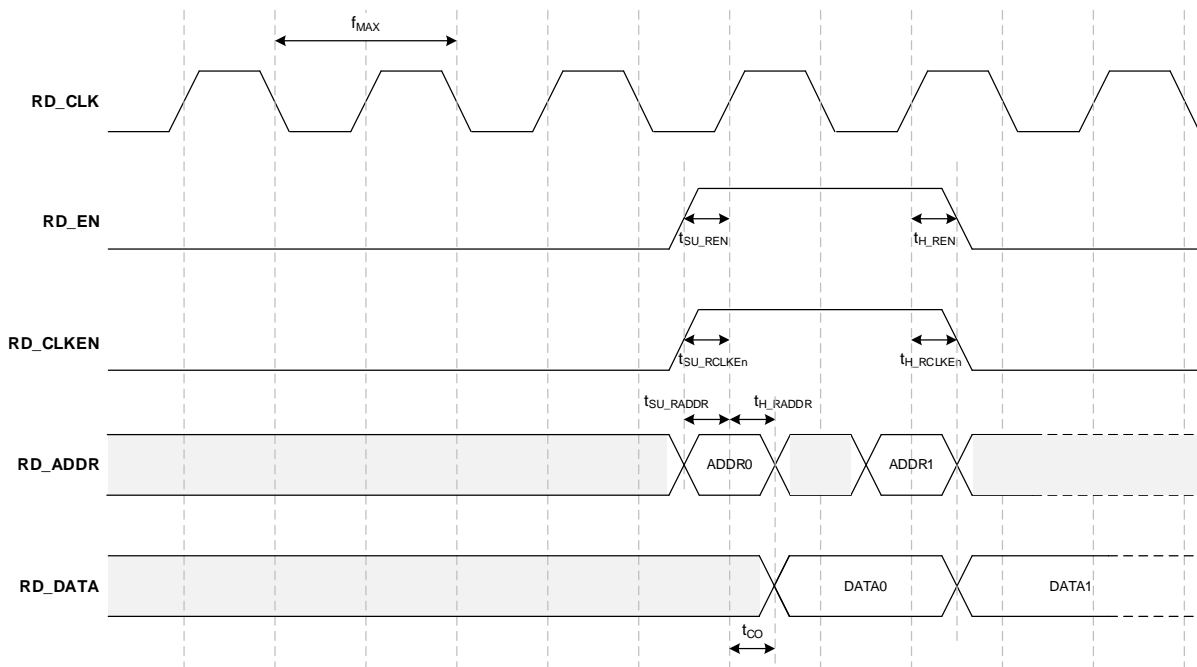 fMAX
RD_CLK
RD_EN
tSU_REN
tH_REN
RD_CLKEN
tSU_RCLKEn
tH_RCLKEn
tSU_RADDR
tH_RADDR
RD_ADDR
ADDR0
ADDR1
RD_DATA
DATA0
DATA1
tCO